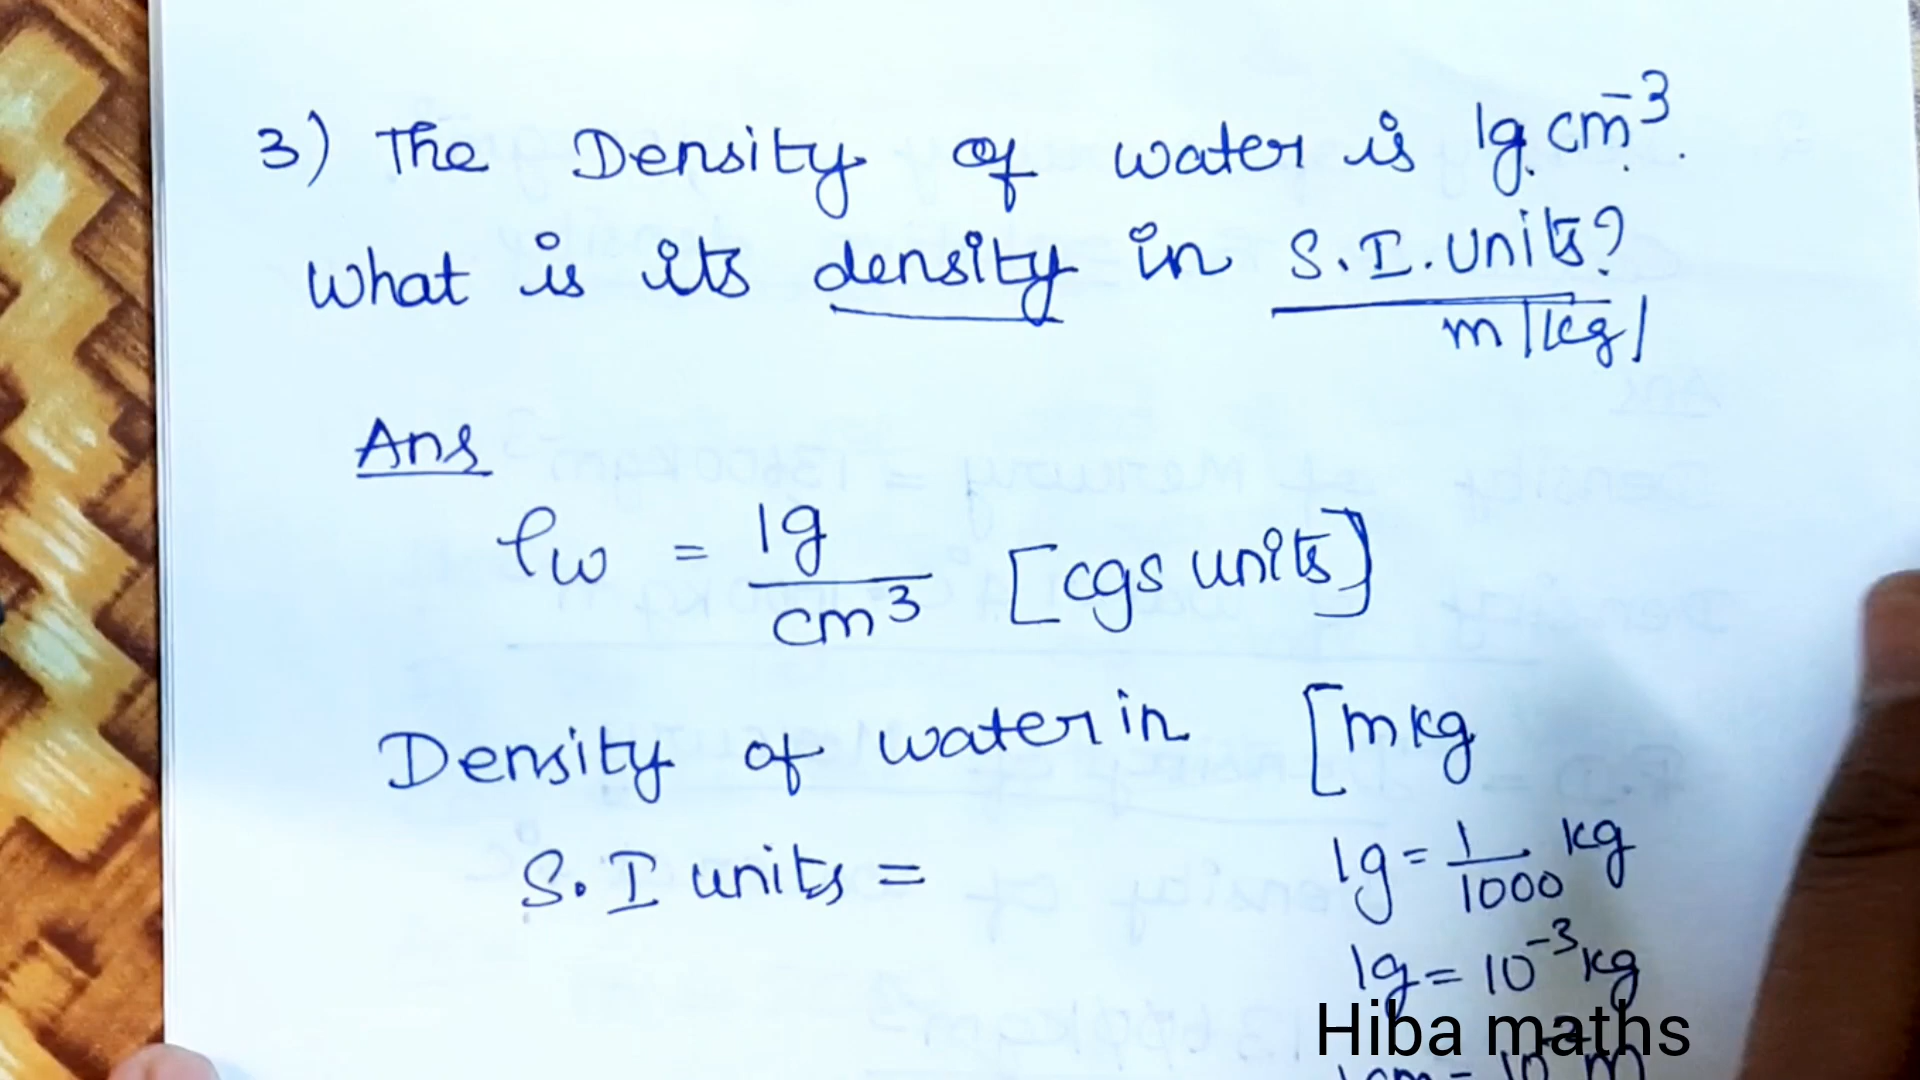 3) The Density of water is 1g.cm⁻³.
What is its density in S.I. units?
m|kg|
Ans
ρw = 1g/cm³ [cgs units]
Density of water in [mkg
S.I units =
1g = 1/1000 kg
1g = 10⁻³ kg
Hiba maths